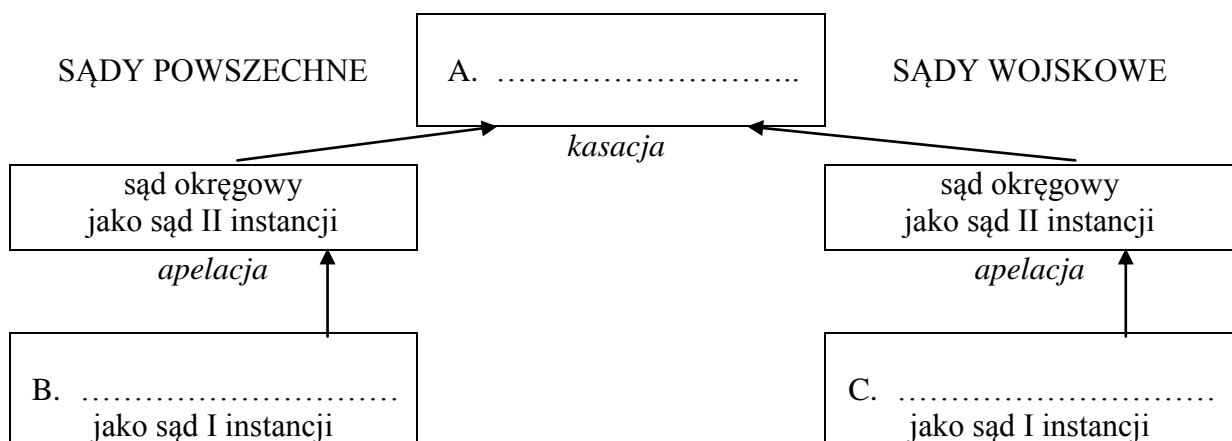 SĄDY POWSZECHNE
A. …………………………..
SĄDY WOJSKOWE
kasacja
sąd okręgowy
jako sąd II instancji
sąd okręgowy
jako sąd II instancji
apelacja
apelacja
B. …………………………
jako sąd I instancji
C. …………………………
jako sąd I instancji